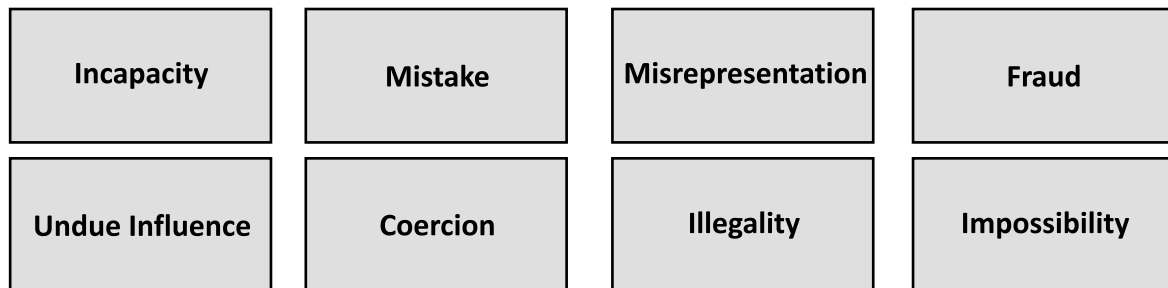 Incapacity
Mistake
Misrepresentation
Fraud
Undue Influence
Coercion
Illegality
Impossibility